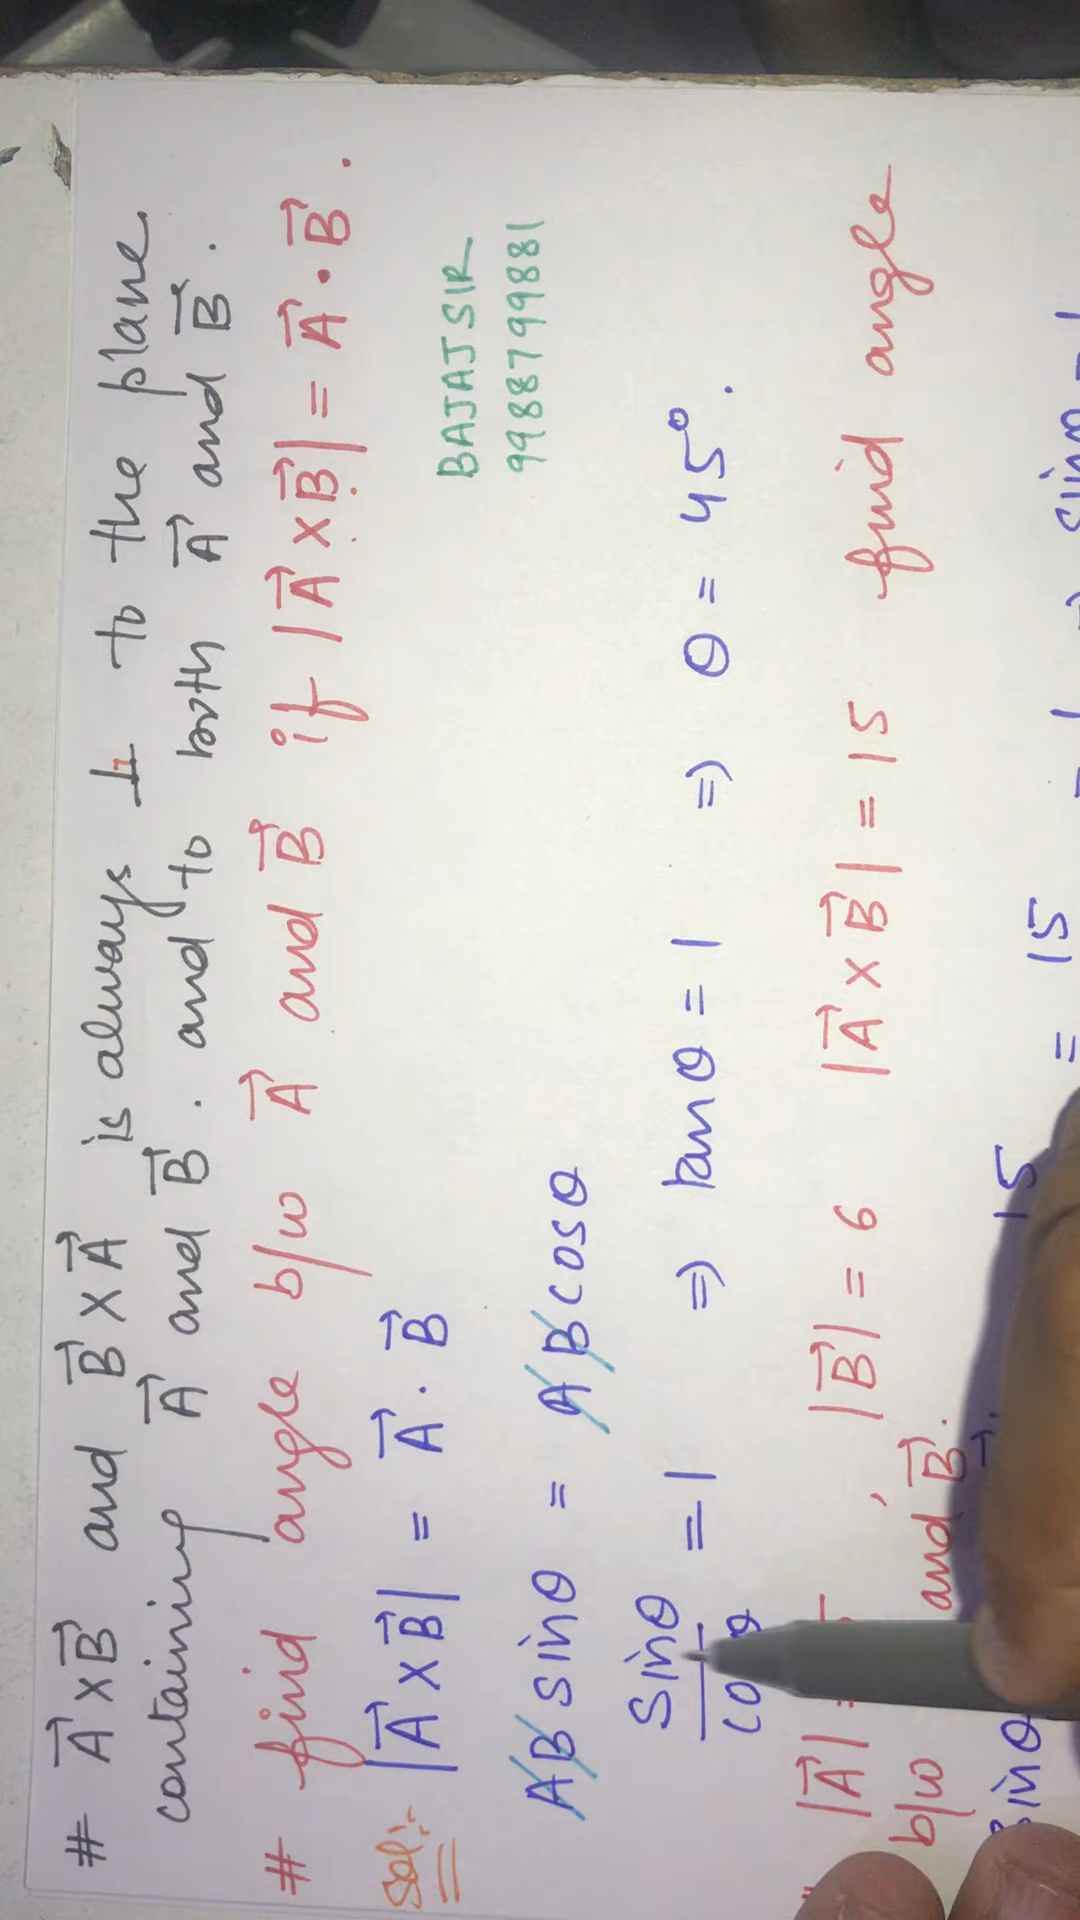 # A⃗ × B⃗ and B⃗ × A⃗ is always ⊥ to the plane
containing A⃗ and B⃗. and to both A⃗ and B⃗.
# find angle b/w A⃗ and B⃗ if |A⃗ × B⃗| = A⃗ · B⃗.
Sol:-
|A⃗ × B⃗| = A⃗ · B⃗
BAJAJ SIR
9988799881
AB sinθ = AB cosθ
sinθ/cosθ = 1 ⇒ tanθ = 1 ⇒ θ = 45°.
|A⃗| = , |B⃗| = 6 |A⃗ × B⃗| = 15 find angle
b/w and B⃗.
sinθ 15 = 15